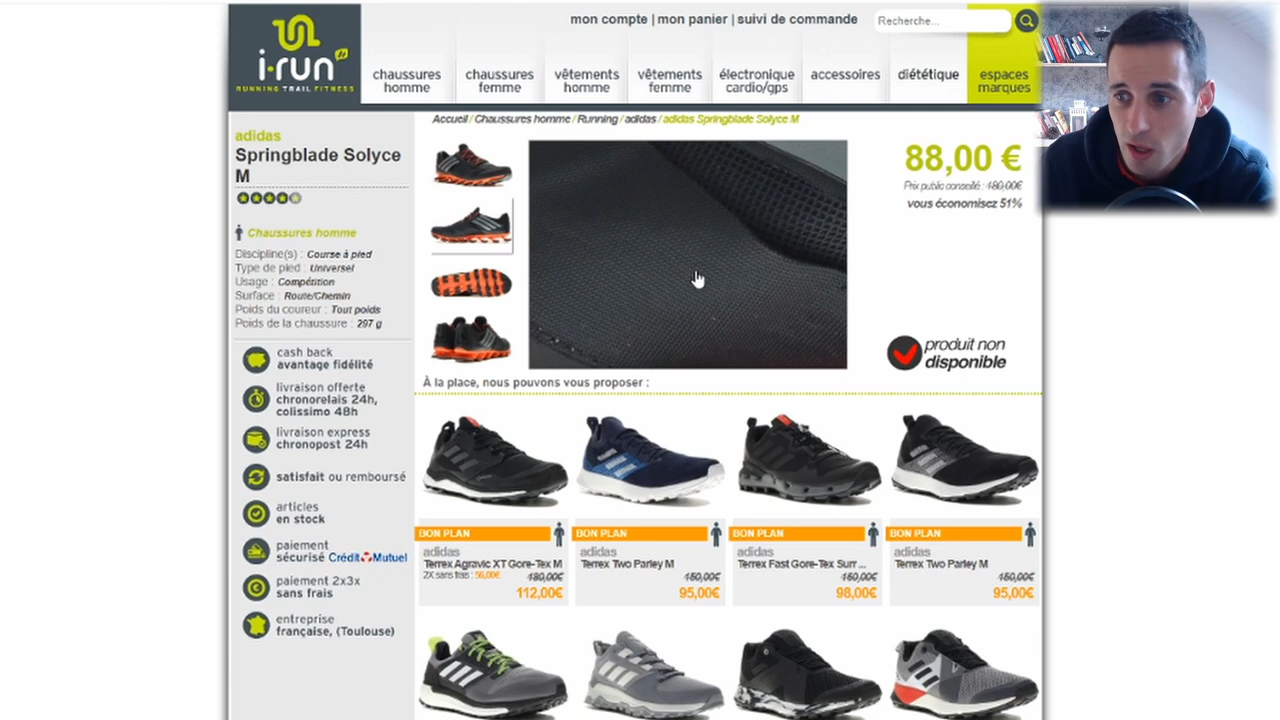 mon compte | mon panier | suivi de commande
Recherche...
i-run
RUNNING TRAIL FITNESS
chaussures homme
chaussures femme
vêtements homme
vêtements femme
électronique cardio/gps
accessoires
diététique
espaces marques
Accueil / Chaussures homme / Running / adidas / adidas Springblade Solyce M
adidas
Springblade Solyce
M
Chaussures homme
Discipline(s) : Course à pied
Type de pied : Universel
Usage : Compétition
Surface : Route/Chemin
Poids du coureur : Tout poids
Poids de la chaussure : 297 g
cash back
avantage fidélité
livraison offerte
chronorelais 24h,
colissimo 48h
livraison express
chronopost 24h
satisfait ou remboursé
articles
en stock
paiement
sécurisé Crédit Mutuel
paiement 2x3x
sans frais
entreprise
française, (Toulouse)
88,00 €
Prix public conseillé : 180,00€
vous économisez 51%
produit non
disponible
À la place, nous pouvons vous proposer :
BON PLAN
adidas
Terrex Agravic XT Gore-Tex M
2X sans frais : 56,00€
180,00€
112,00€
BON PLAN
adidas
Terrex Two Parley M
150,00€
95,00€
BON PLAN
adidas
Terrex Fast Gore-Tex Surr ...
160,00€
98,00€
BON PLAN
adidas
Terrex Two Parley M
150,00€
95,00€